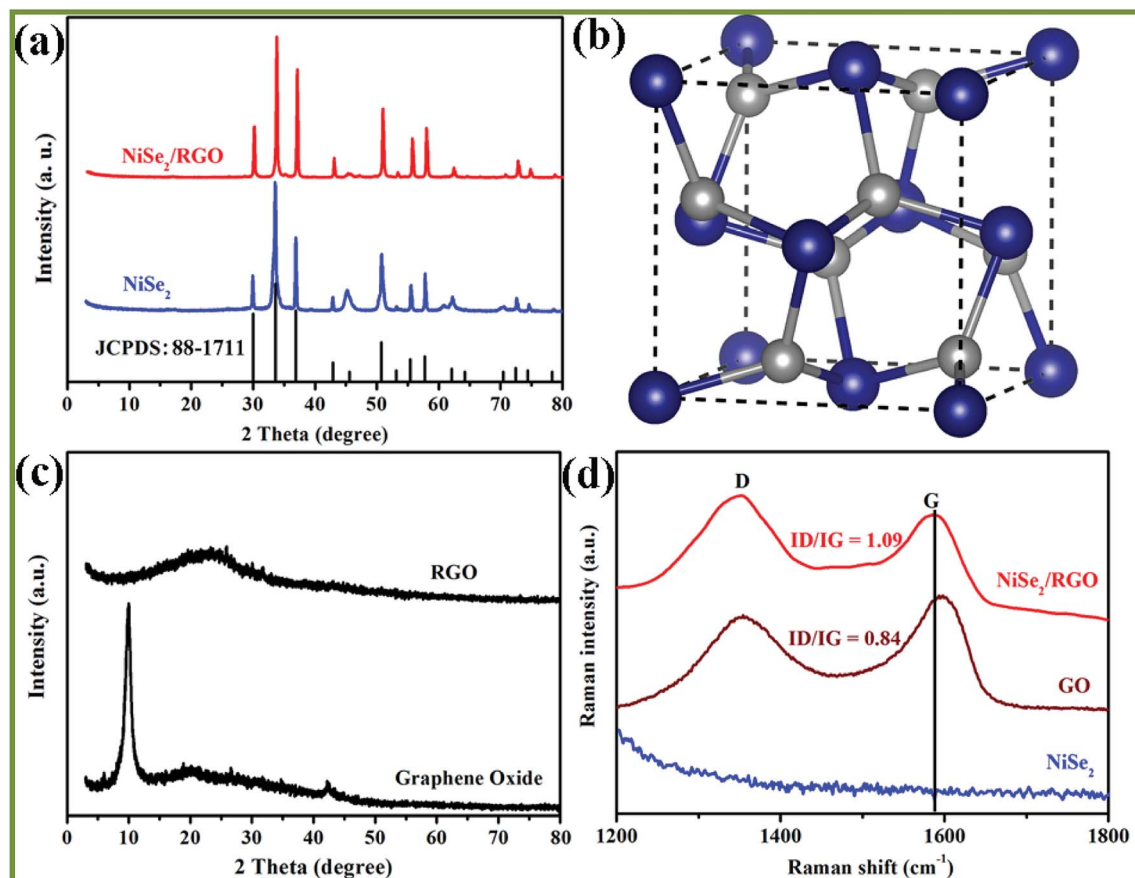 (a)
Intensity (a. u.)
NiSe₂/RGO
NiSe₂
JCPDS: 88-1711
0 10 20 30 40 50 60 70 80
2 Theta (degree)
(b)
(c)
Intensity (a.u.)
RGO
Graphene Oxide
0 10 20 30 40 50 60 70 80
2 Theta (degree)
(d)
Raman intensity (a.u.)
D
G
ID/IG = 1.09
NiSe₂/RGO
ID/IG = 0.84
GO
NiSe₂
1200 1400 1600 1800
Raman shift (cm⁻¹)